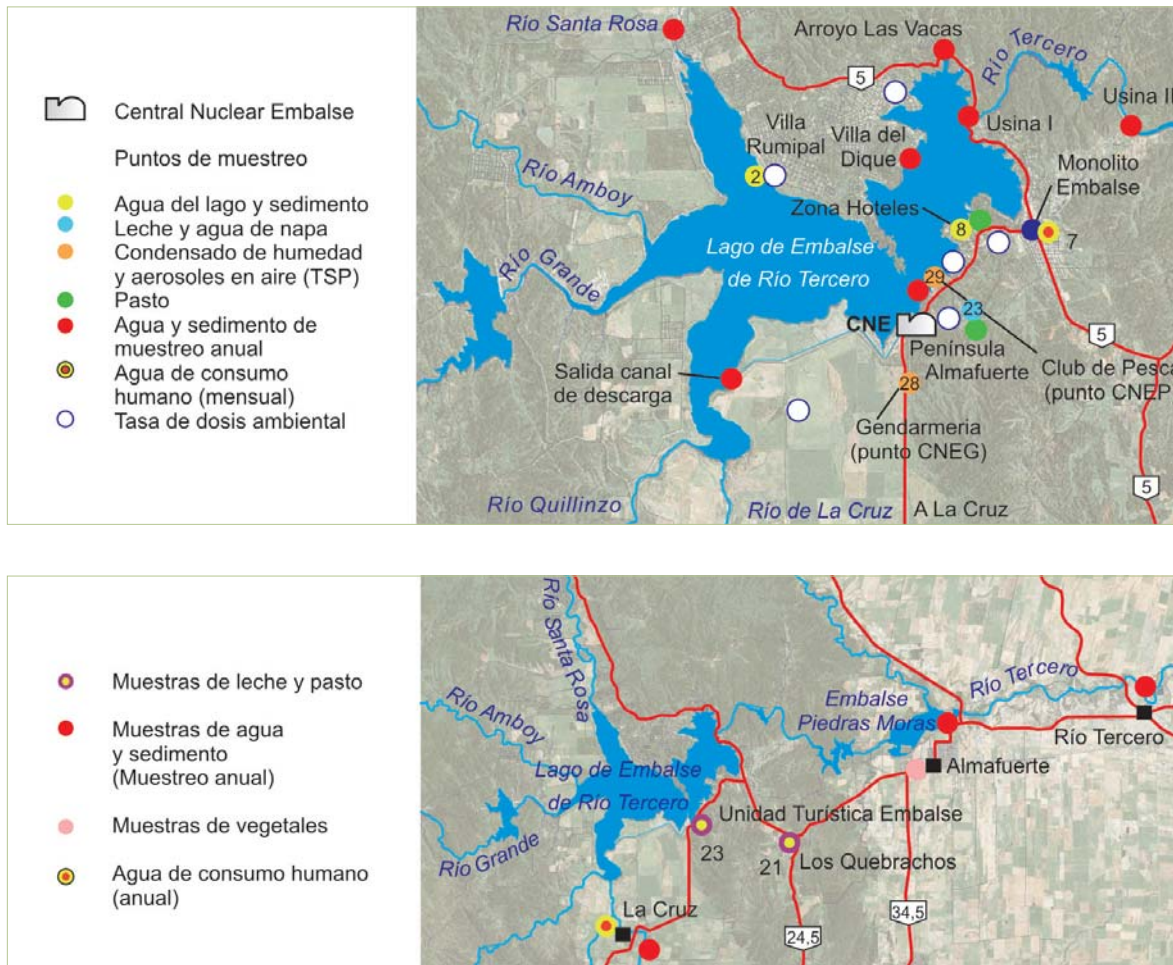 Central Nuclear Embalse
Puntos de muestreo
Agua del lago y sedimento
Leche y agua de napa
Condensado de humedad
y aerosoles en aire (TSP)
Pasto
Agua y sedimento de
muestreo anual
Agua de consumo
humano (mensual)
Tasa de dosis ambiental
Río Santa Rosa
Arroyo Las Vacas
Río Tercero
5
Usina II
Usina I
Villa
Rumipal
Villa del
Dique
Monolito
Embalse
Río Amboy
2
Zona Hoteles
8
7
Lago de Embalse
de Río Tercero
Río Grande
29
23
CNE
5
Península
Almafuerte
Club de Pesca
(punto CNEP
Salida canal
de descarga
28
Gendarmeria
(punto CNEG)
5
Río Quillinzo
Río de La Cruz
A La Cruz
Muestras de leche y pasto
Muestras de agua
y sedimento
(Muestreo anual)
Muestras de vegetales
Agua de consumo humano
(anual)
Río Santa Rosa
Río Amboy
Río Tercero
Embalse
Piedras Moras
Río Tercero
Lago de Embalse
de Río Tercero
Almafuerte
Unidad Turística Embalse
Río Grande
23
21
Los Quebrachos
La Cruz
34,5
24,5